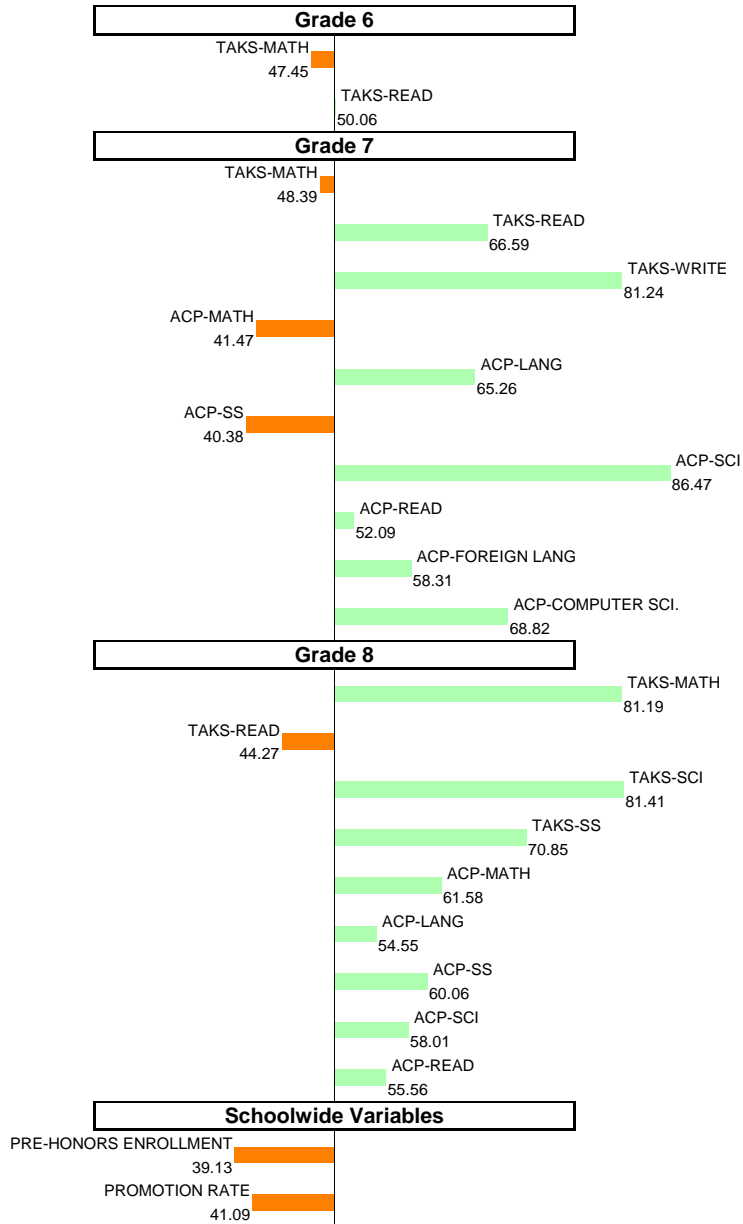 Grade 6
TAKS-MATH
47.45
TAKS-READ
50.06
Grade 7
TAKS-MATH
48.39
TAKS-READ
66.59
TAKS-WRITE
81.24
ACP-MATH
41.47
ACP-LANG
65.26
ACP-SS
40.38
ACP-SCI
86.47
ACP-READ
52.09
ACP-FOREIGN LANG
58.31
ACP-COMPUTER SCI.
68.82
Grade 8
TAKS-MATH
81.19
TAKS-READ
44.27
TAKS-SCI
81.41
TAKS-SS
70.85
ACP-MATH
61.58
ACP-LANG
54.55
ACP-SS
60.06
ACP-SCI
58.01
ACP-READ
55.56
Schoolwide Variables
PRE-HONORS ENROLLMENT
39.13
PROMOTION RATE
41.09